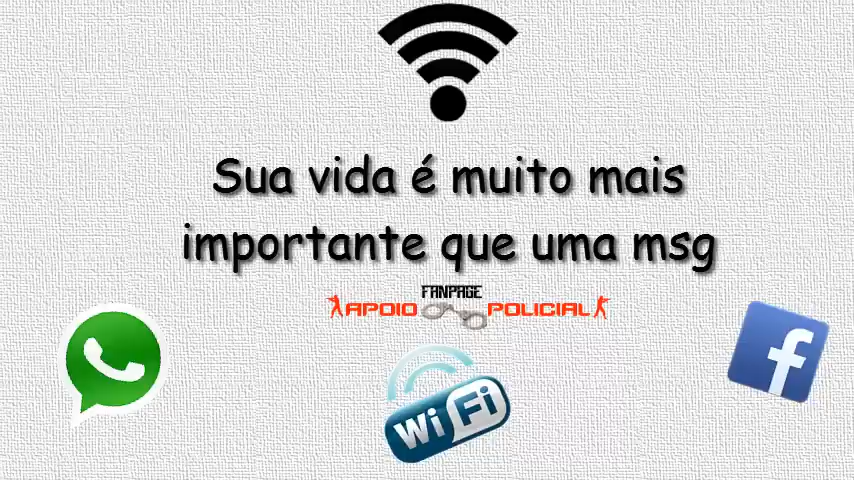 Sua vida é muito mais
importante que uma msg
FANPAGE
APOIO POLICIAL
Wi Fi
f